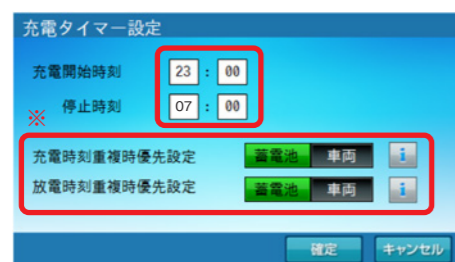 充電タイマー設定
充電開始時刻 23 : 00
※ 停止時刻 07 : 00
充電時刻重複時優先設定 蓄電池 車両 i
放電時刻重複時優先設定 蓄電池 車両 i
確定 キャンセル